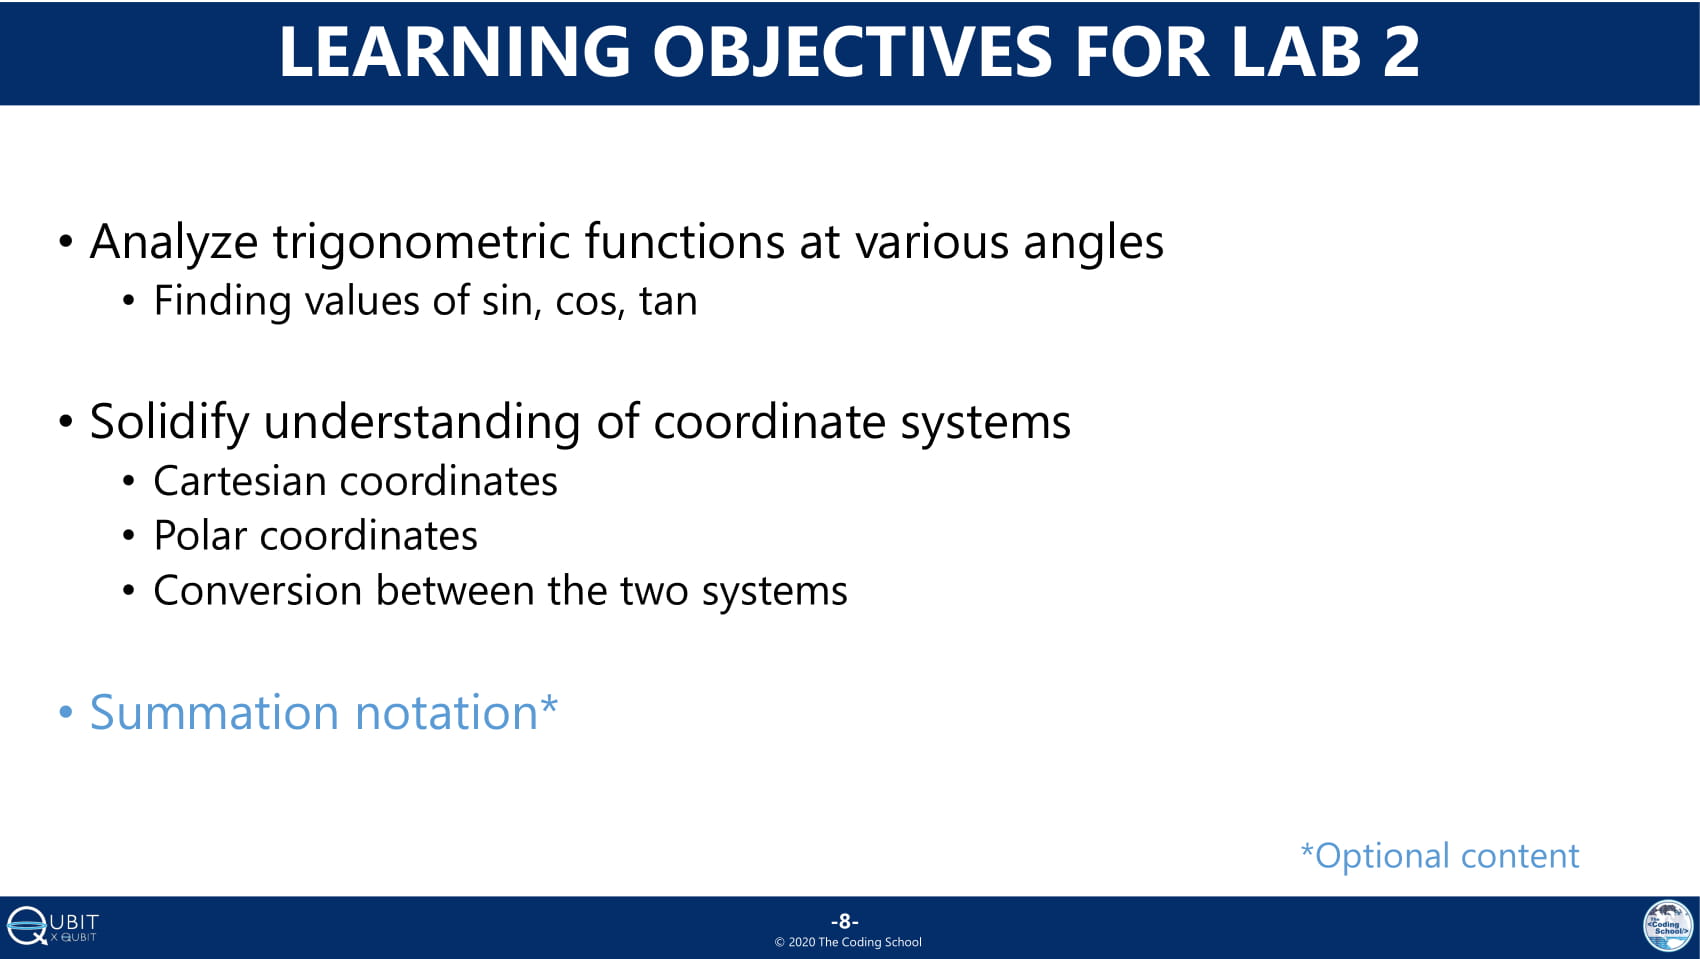 LEARNING OBJECTIVES FOR LAB 2
• Analyze trigonometric functions at various angles
• Finding values of sin, cos, tan
• Solidify understanding of coordinate systems
• Cartesian coordinates
• Polar coordinates
• Conversion between the two systems
• Summation notation*
*Optional content
QUBIT
X QUBIT
-8-
© 2020 The Coding School
The
<Coding
School/>